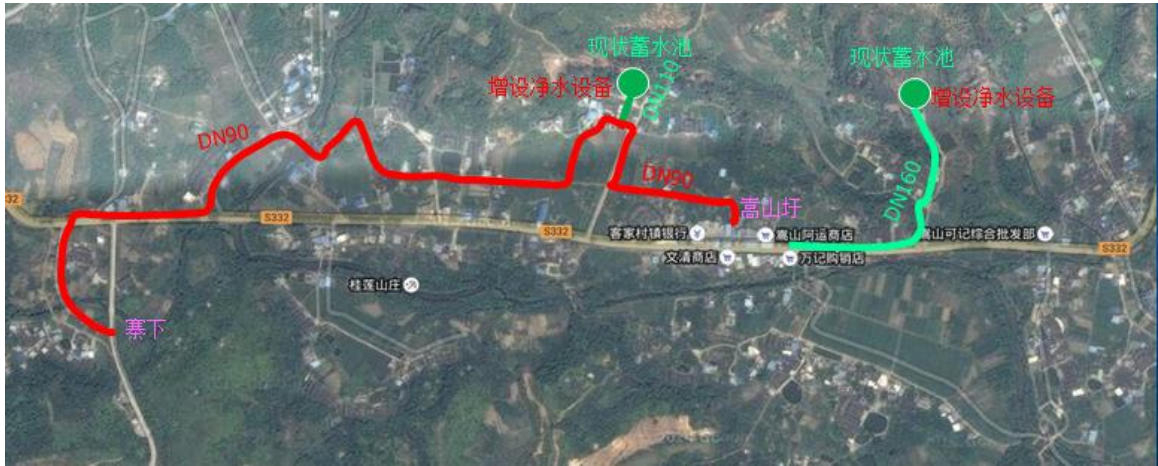 现状蓄水池
现状蓄水池
增设净水设备
DN110
增设净水设备
DN90
DN90
DN160
嵩山圩
332
S332
S332
S332
客家村镇银行
嵩山阿运商店
嵩山可记综合批发部
文清商店
万记购销店
桂莲山庄
寨下